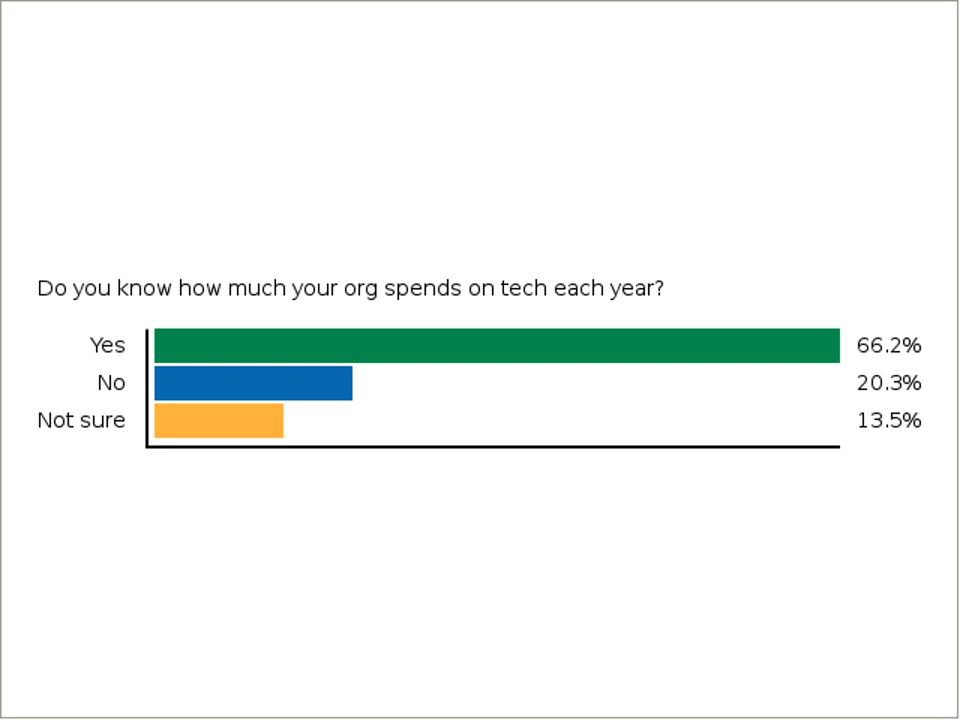 Do you know how much your org spends on tech each year?
Yes 66.2%
No 20.3%
Not sure 13.5%